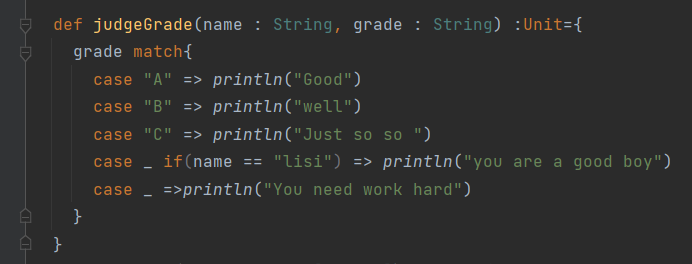 def judgeGrade(name : String, grade : String) :Unit={
  grade match{
    case "A" => println("Good")
    case "B" => println("well")
    case "C" => println("Just so so ")
    case _ if(name == "lisi") => println("you are a good boy")
    case _ =>println("You need work hard")
  }
}